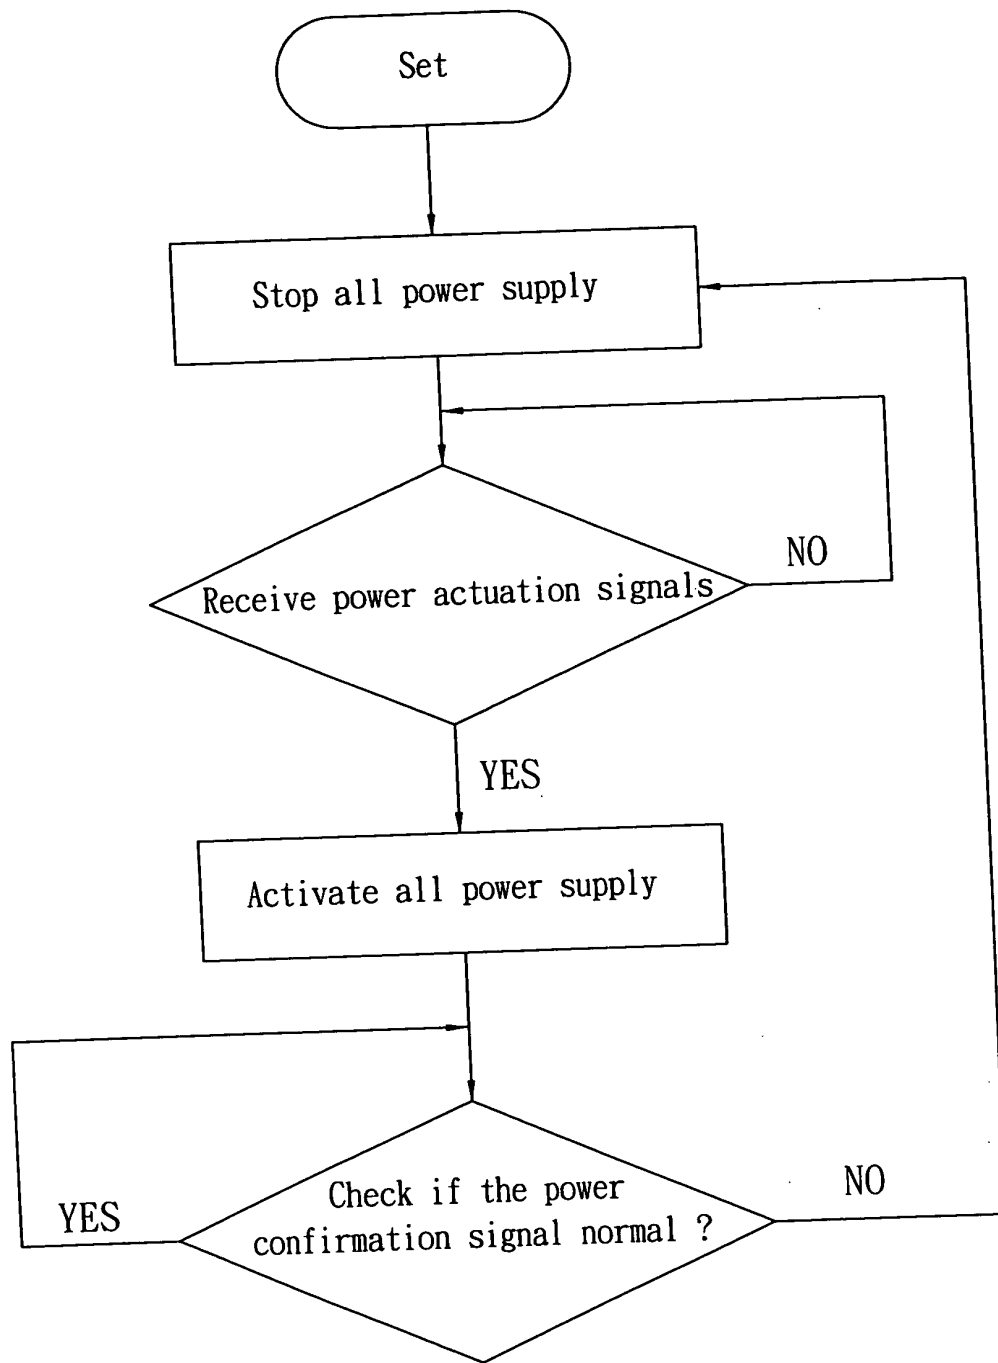 Set
Stop all power supply
NO
Receive power actuation signals
YES
Activate all power supply
Check if the power
confirmation signal normal ?
YES
NO